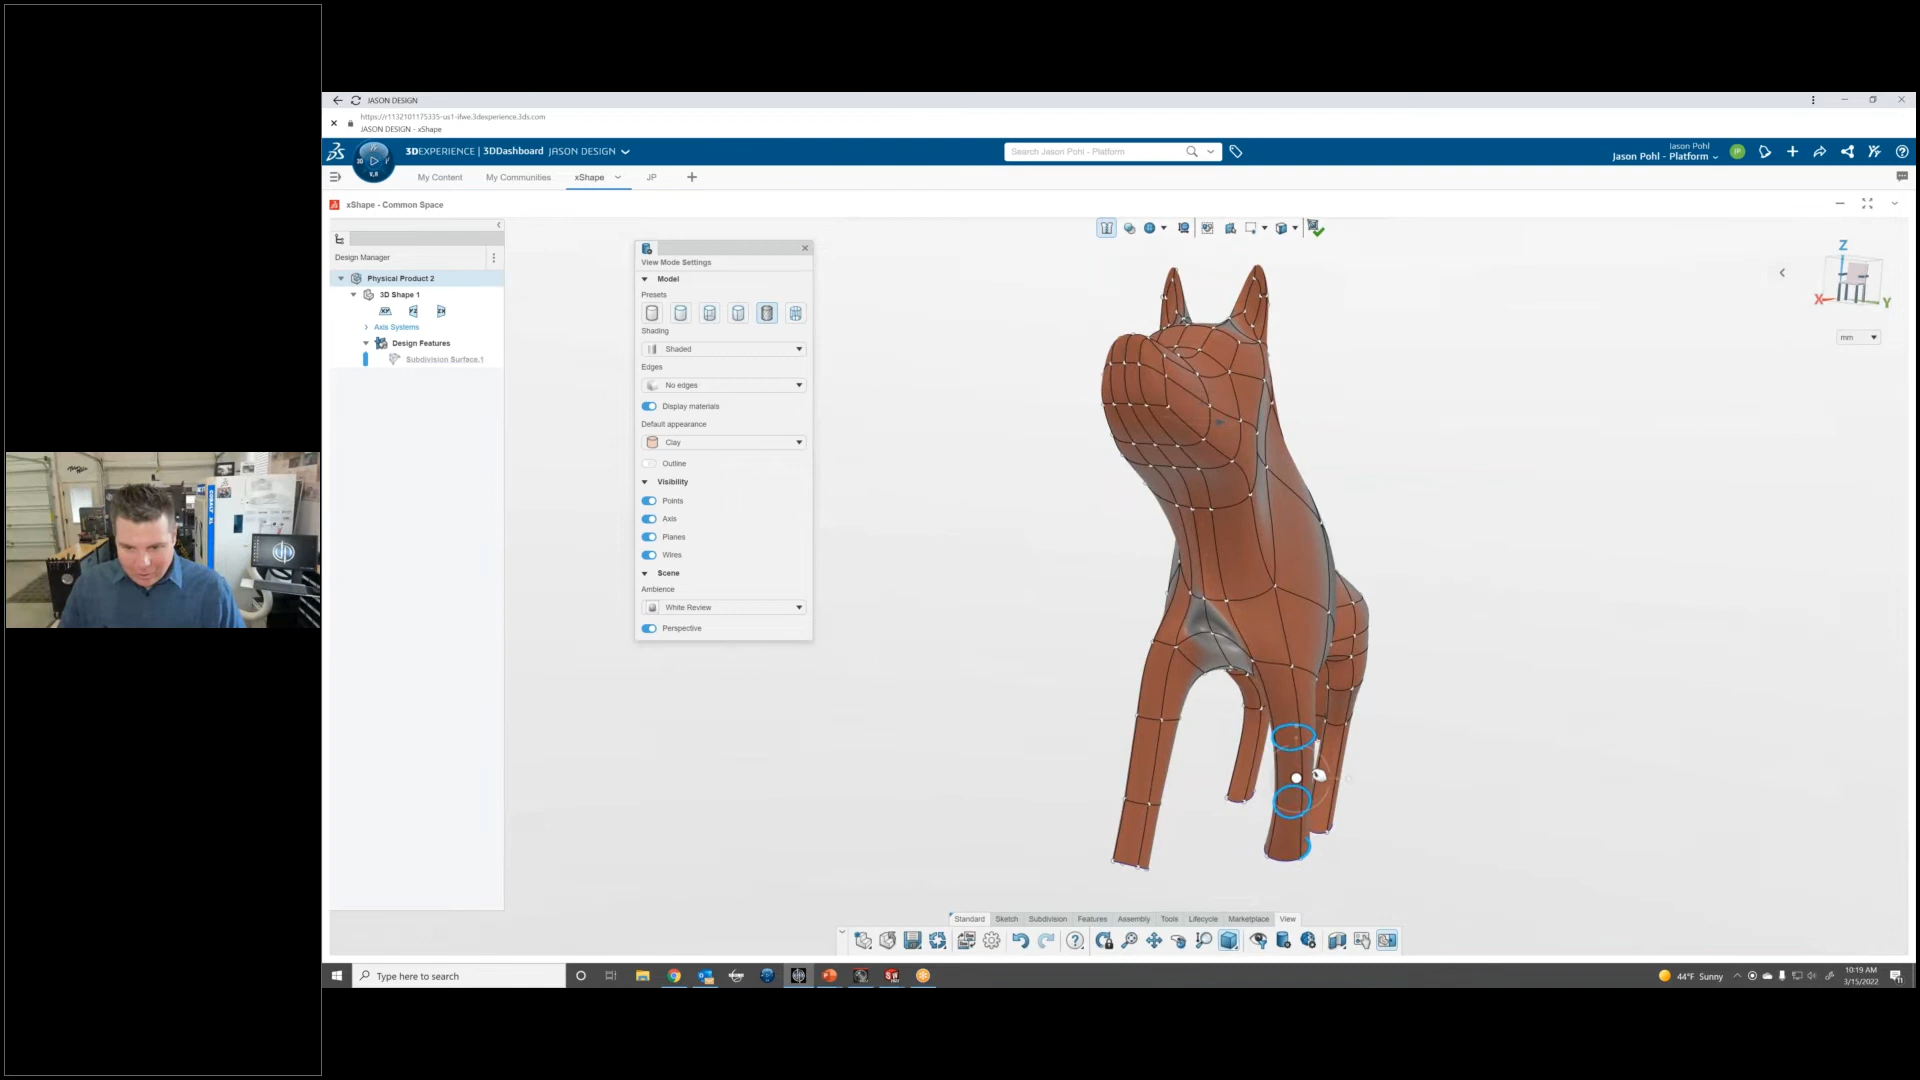 JASON DESIGN
https://r1132101175335-us1-ifwe.3dexperience.3ds.com
JASON DESIGN - xShape
3DEXPERIENCE | 3DDashboard JASON DESIGN
Search Jason Pohl - Platform
Jason Pohl
Jason Pohl - Platform
JP
My Content
My Communities
xShape
JP
xShape - Common Space
Design Manager
Physical Product 2
3D Shape 1
XY
YZ
ZX
Axis Systems
Design Features
Subdivision Surface.1
View Mode Settings
Model
Presets
Shading
Shaded
Edges
No edges
Display materials
Default appearance
Clay
Outline
Visibility
Points
Axis
Planes
Wires
Scene
Ambience
White Review
Perspective
Z
X
Y
mm
Standard
Sketch
Subdivision
Features
Assembly
Tools
Lifecycle
Marketplace
View
Type here to search
44°F Sunny
10:19 AM
3/15/2022